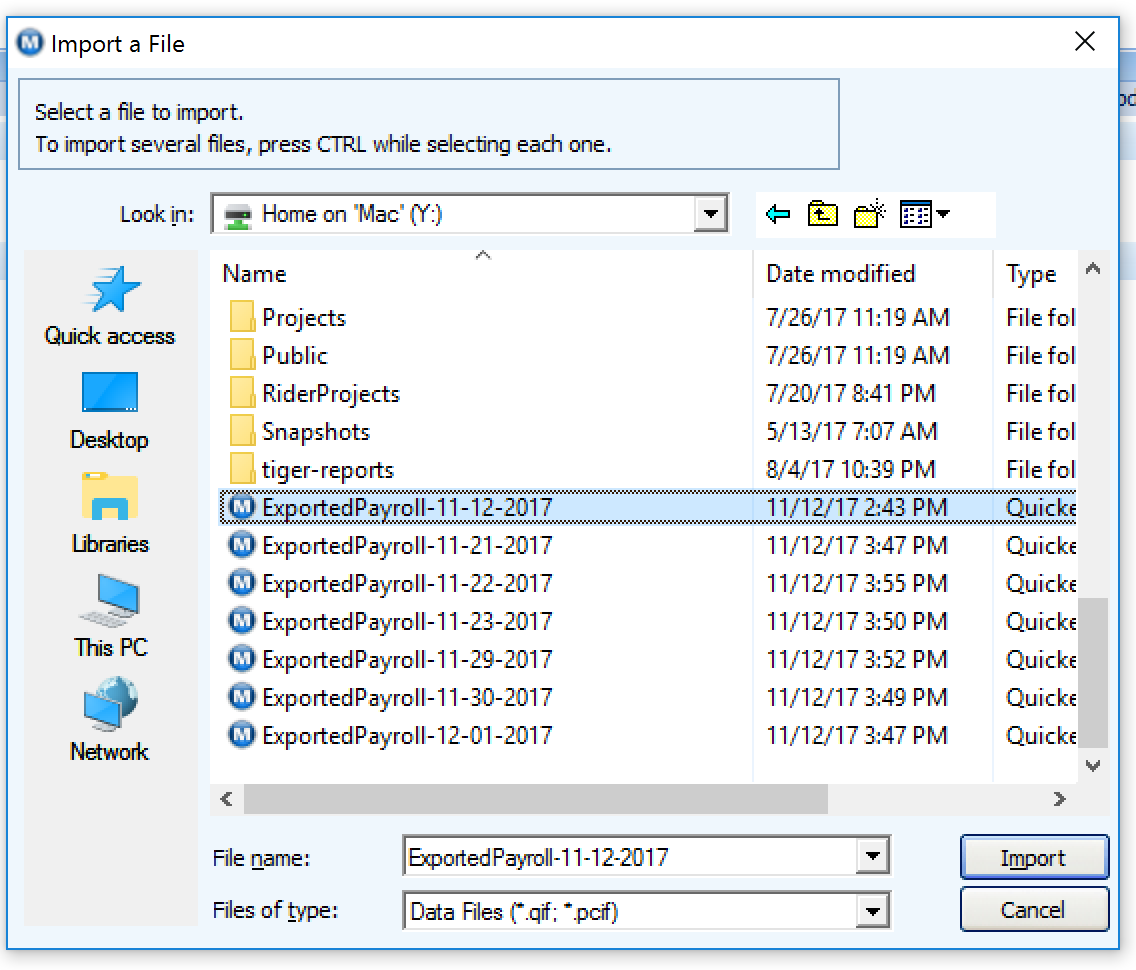 Import a File
Select a file to import.
To import several files, press CTRL while selecting each one.
Look in: Home on 'Mac' (Y:)
Name Date modified Type
Projects 7/26/17 11:19 AM File fol
Public 7/26/17 11:19 AM File fol
RiderProjects 7/20/17 8:41 PM File fol
Snapshots 5/13/17 7:07 AM File fol
tiger-reports 8/4/17 10:39 PM File fol
ExportedPayroll-11-12-2017 11/12/17 2:43 PM Quicke
ExportedPayroll-11-21-2017 11/12/17 3:47 PM Quicke
ExportedPayroll-11-22-2017 11/12/17 3:55 PM Quicke
ExportedPayroll-11-23-2017 11/12/17 3:50 PM Quicke
ExportedPayroll-11-29-2017 11/12/17 3:52 PM Quicke
ExportedPayroll-11-30-2017 11/12/17 3:49 PM Quicke
ExportedPayroll-12-01-2017 11/12/17 3:47 PM Quicke
Quick access
Desktop
Libraries
This PC
Network
File name: ExportedPayroll-11-12-2017 Import
Files of type: Data Files (*.qif; *.pcif) Cancel